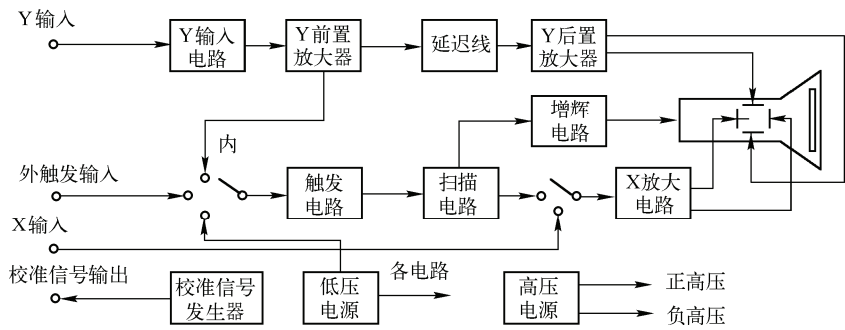 Y输入
Y输入
电路
Y前置
放大器
延迟线
Y后置
放大器
增辉
电路
内
外触发输入
触发
电路
扫描
电路
X放大
电路
X输入
校准信号输出
校准信号
发生器
低压
电源
各电路
高压
电源
正高压
负高压